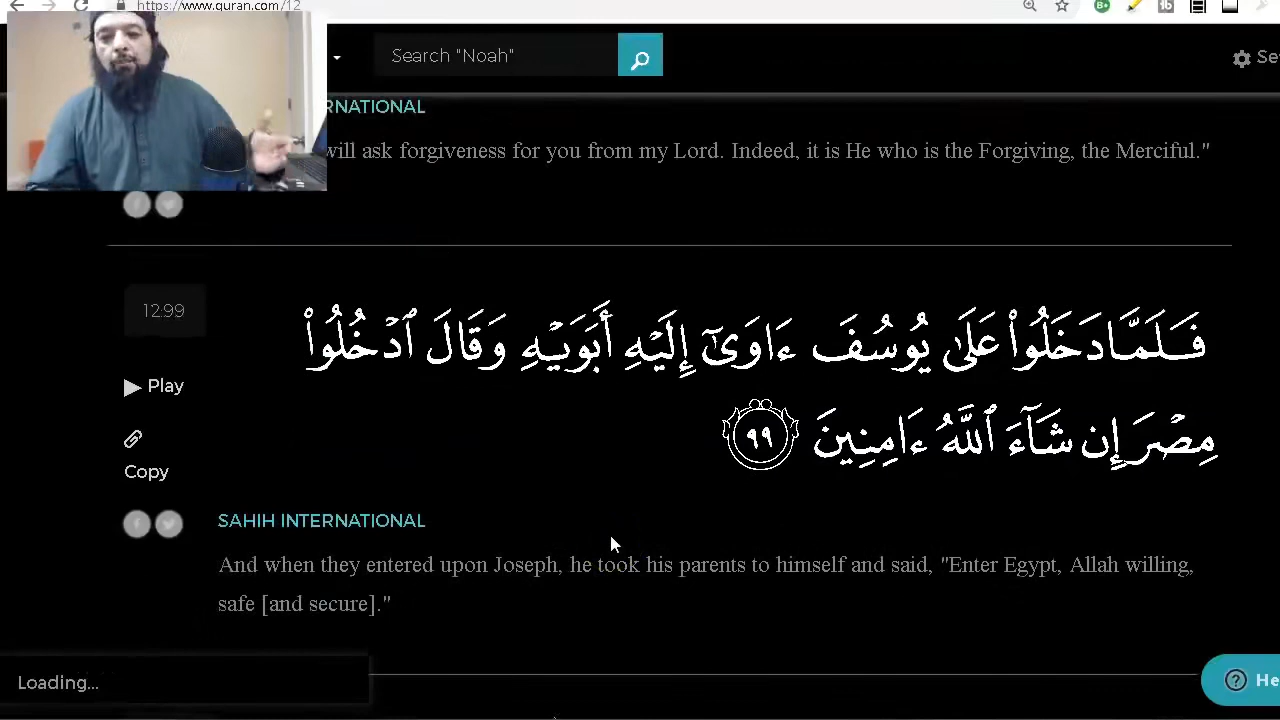 https://www.quran.com/12
Search "Noah"
RNATIONAL
will ask forgiveness for you from my Lord. Indeed, it is He who is the Forgiving, the Merciful."
12:99
فَلَمَّا دَخَلُوا۟ عَلَىٰ يُوسُفَ ءَاوَىٰٓ إِلَيْهِ أَبَوَيْهِ وَقَالَ ٱدْخُلُوا۟
مِصْرَ إِن شَآءَ ٱللَّهُ ءَامِنِينَ ٩٩
Play
Copy
SAHIH INTERNATIONAL
And when they entered upon Joseph, he took his parents to himself and said, "Enter Egypt, Allah willing,
safe [and secure]."
Loading...